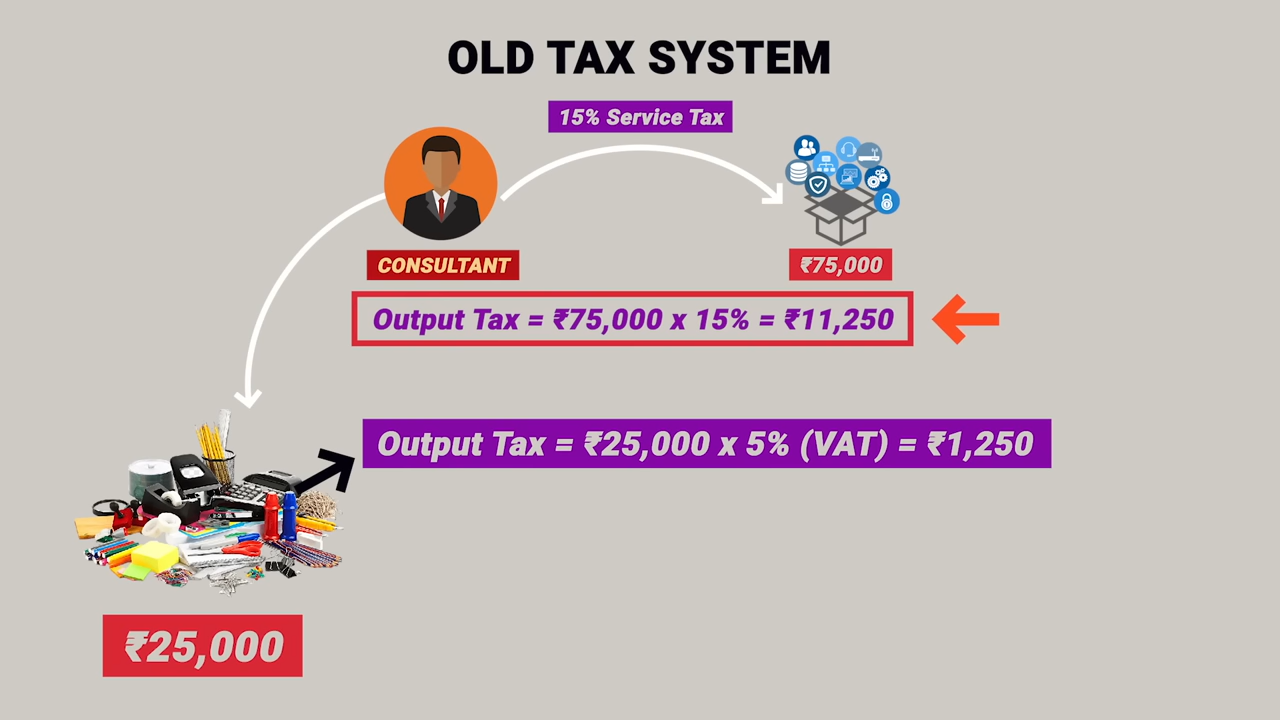 OLD TAX SYSTEM
15% Service Tax
CONSULTANT
₹75,000
Output Tax = ₹75,000 x 15% = ₹11,250
Output Tax = ₹25,000 x 5% (VAT) = ₹1,250
₹25,000